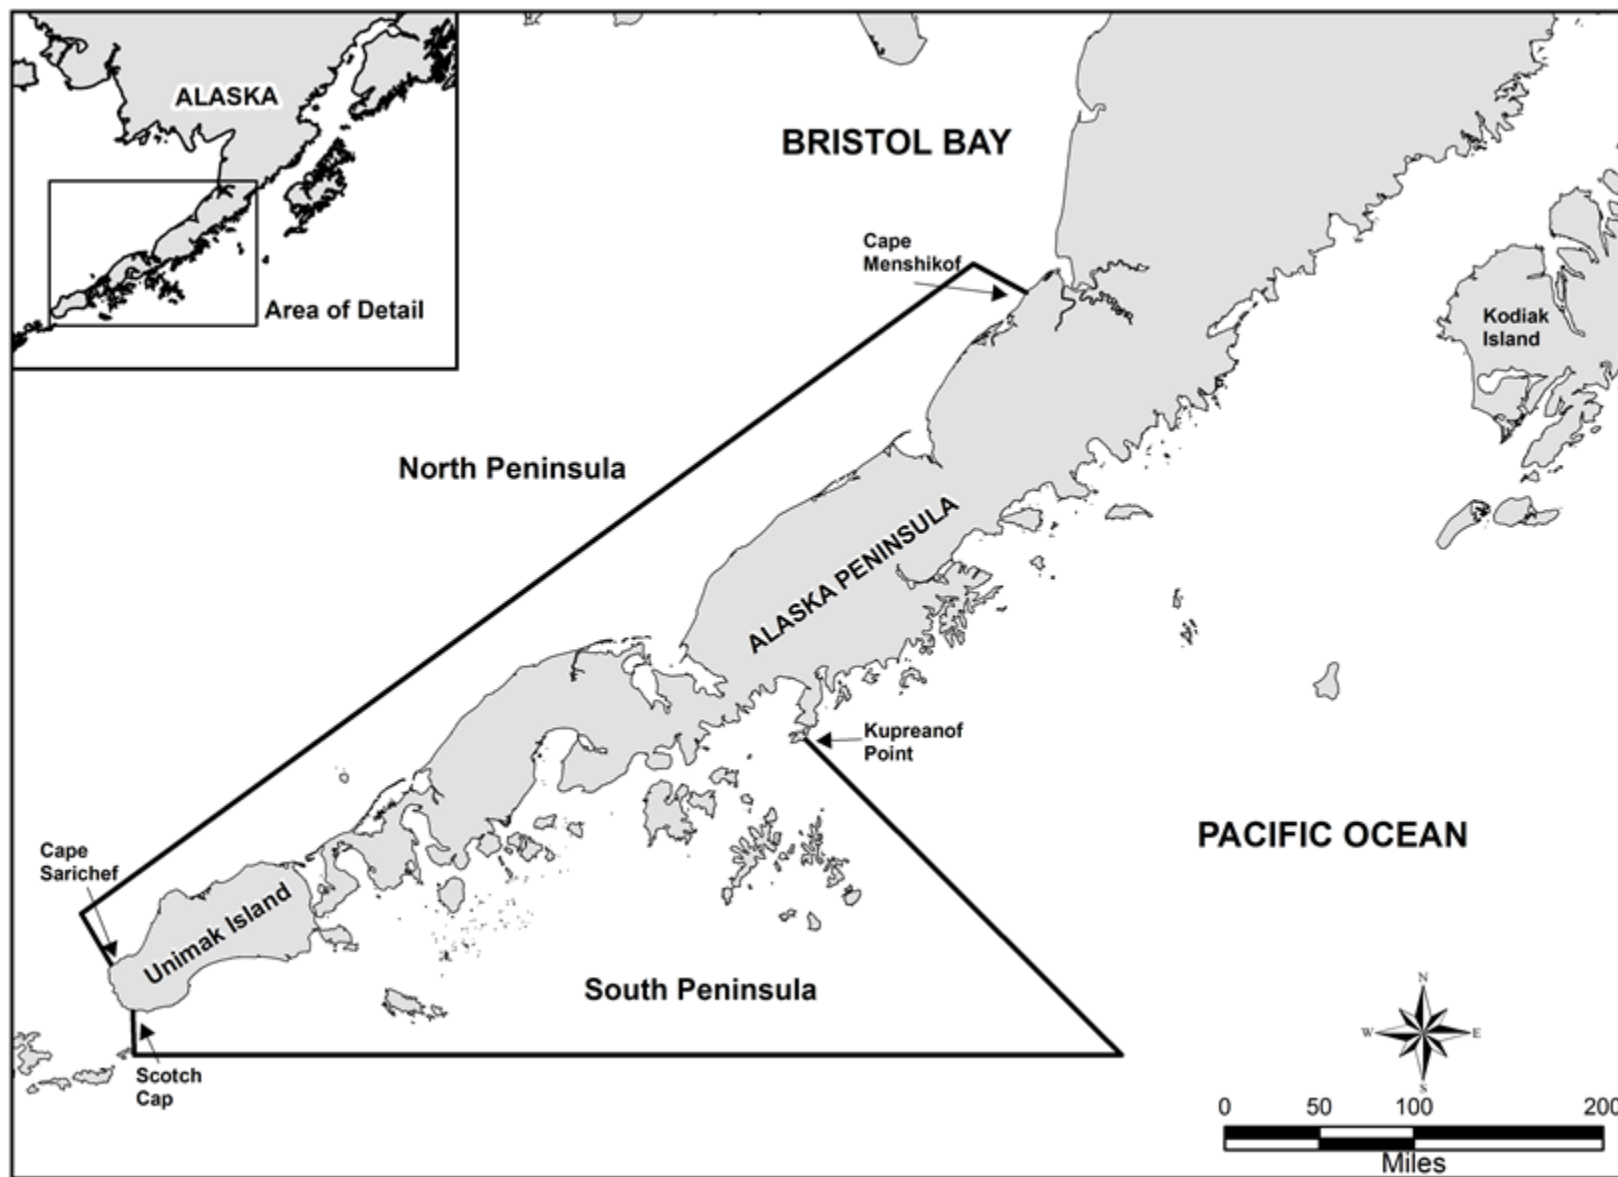 ALASKA
Area of Detail
BRISTOL BAY
Cape
Menshikof
Kodiak
Island
North Peninsula
ALASKA PENINSULA
Kupreanof
Point
PACIFIC OCEAN
Cape
Sarichef
Unimak Island
South Peninsula
Scotch
Cap
N
W E
S
0 50 100 200
Miles